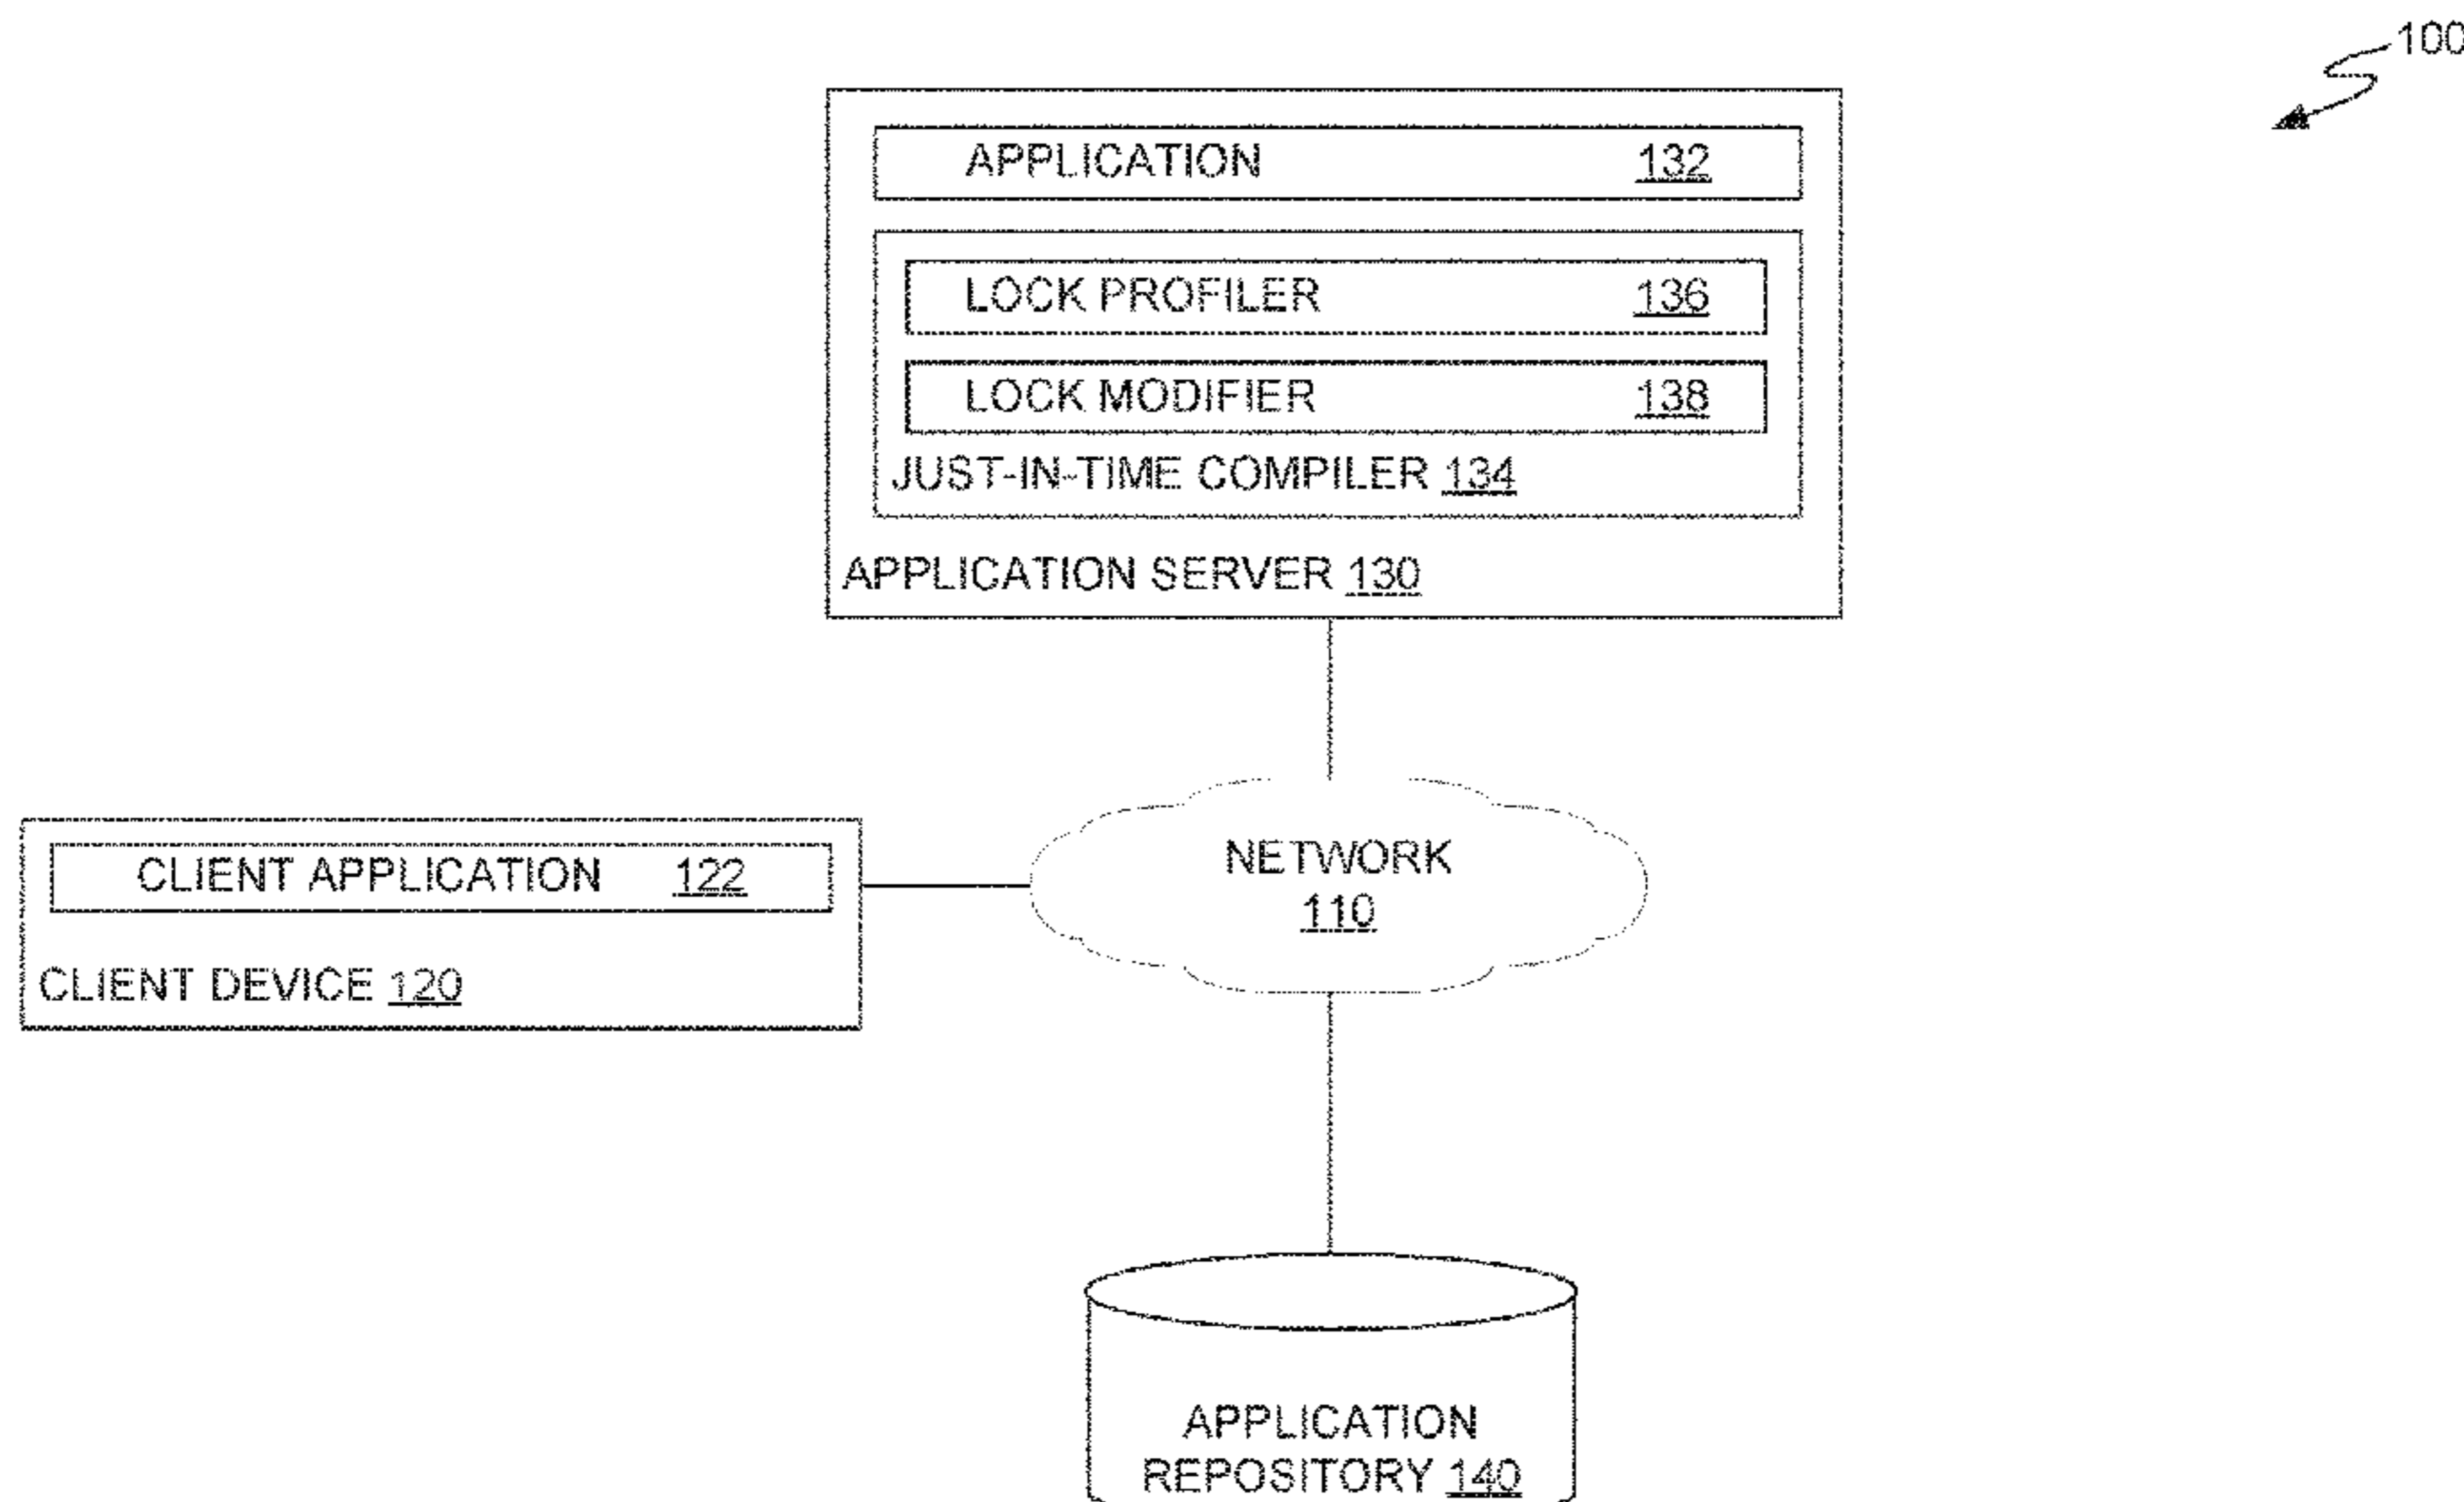 100
APPLICATION 132
LOCK PROFILER 136
LOCK MODIFIER 138
JUST-IN-TIME COMPILER 134
APPLICATION SERVER 130
CLIENT APPLICATION 122
CLIENT DEVICE 120
NETWORK
110
APPLICATION
REPOSITORY 140